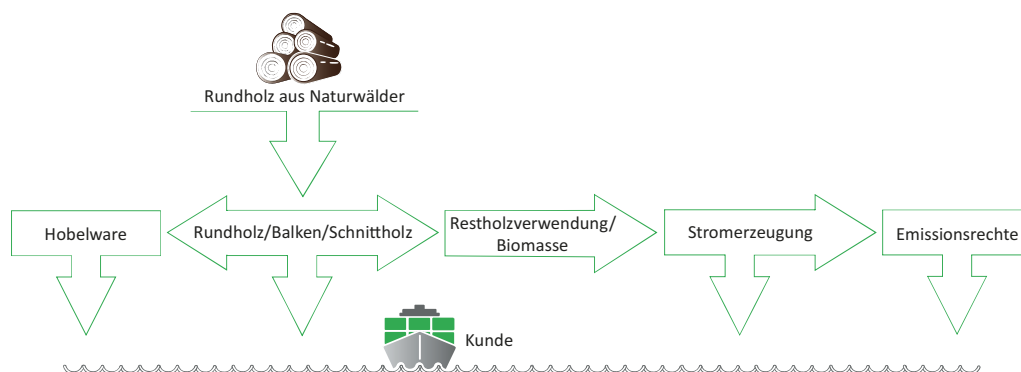 Rundholz aus Naturwälder
Hobelware
Rundholz/Balken/Schnittholz
Restholzverwendung/
Biomasse
Stromerzeugung
Emissionsrechte
Kunde